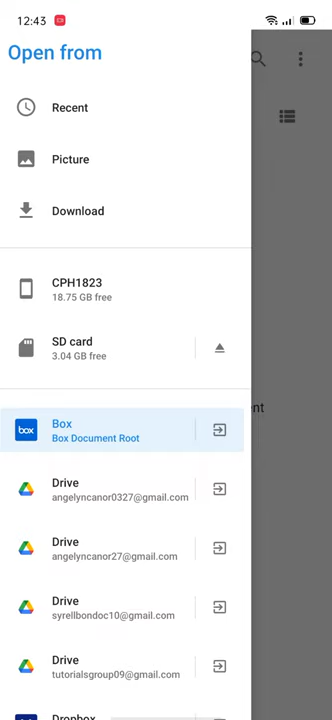 12:43
Open from
Recent
Picture
Download
CPH1823
18.75 GB free
SD card
3.04 GB free
box
Box
Box Document Root
nt
Drive
angelyncanor0327@gmail.com
Drive
angelyncanor27@gmail.com
Drive
syrellbondoc10@gmail.com
Drive
tutorialsgroup09@gmail.com
Dropbox